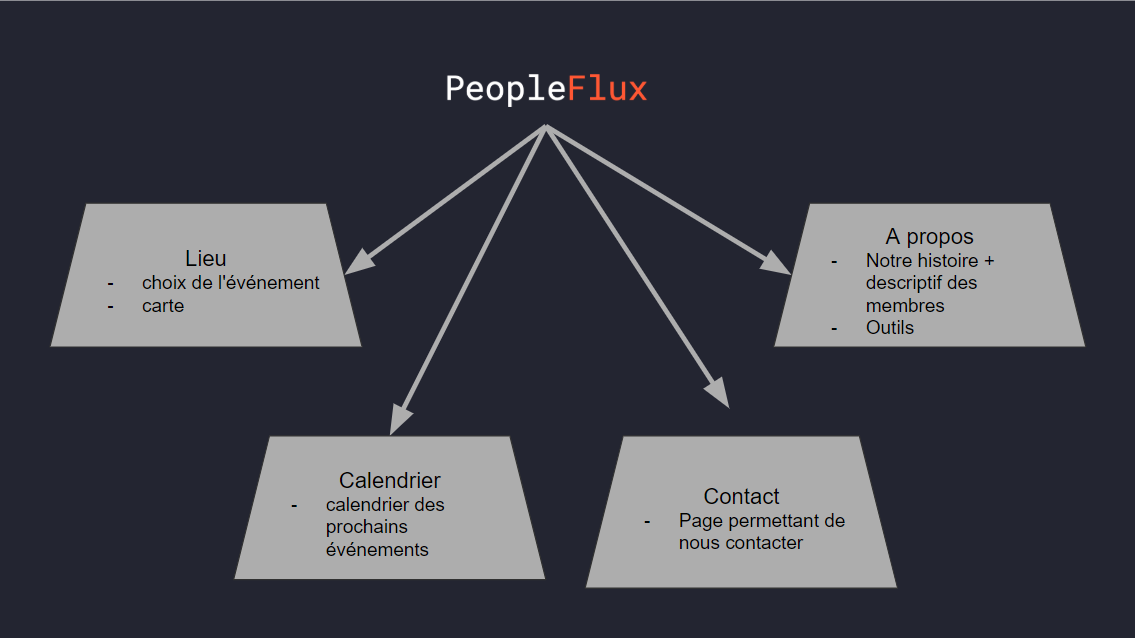 PeopleFlux
Lieu
- choix de l'événement
- carte
A propos
- Notre histoire +
descriptif des
membres
- Outils
Calendrier
- calendrier des
prochains
événements
Contact
- Page permettant de
nous contacter